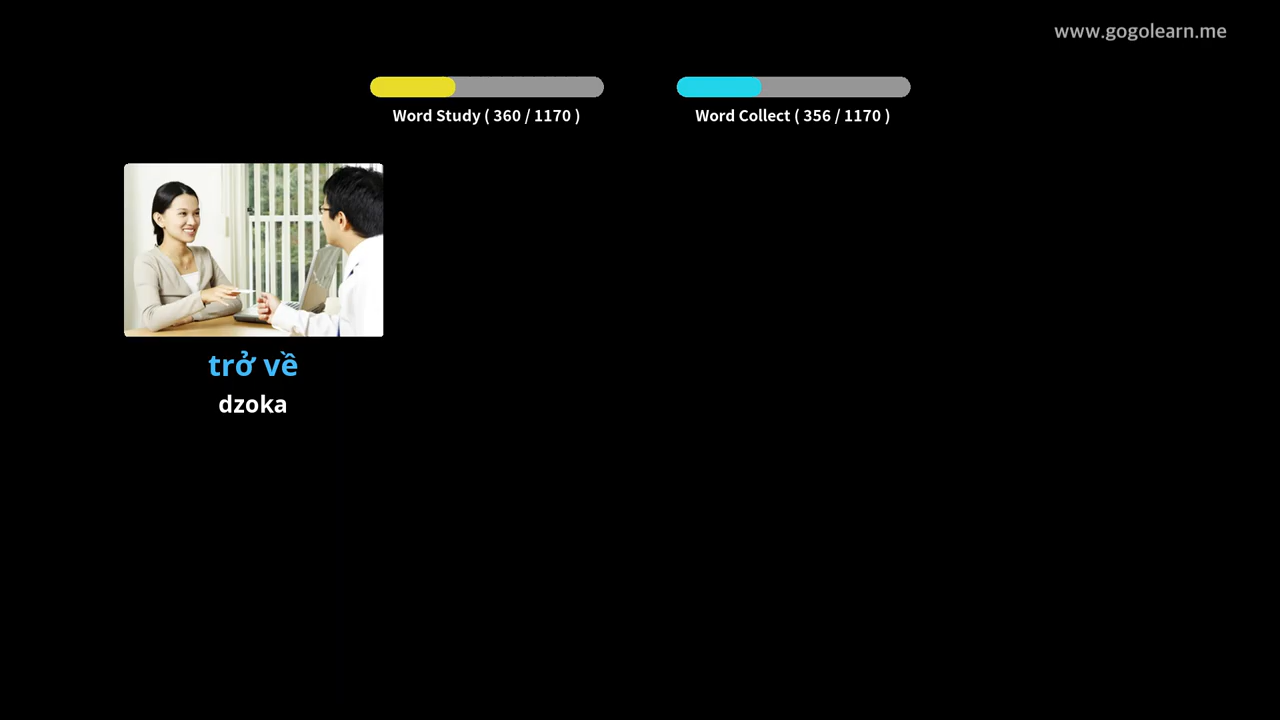 www.gogolearn.me
Word Study ( 360 / 1170 )
Word Collect ( 356 / 1170 )
trở về
dzoka